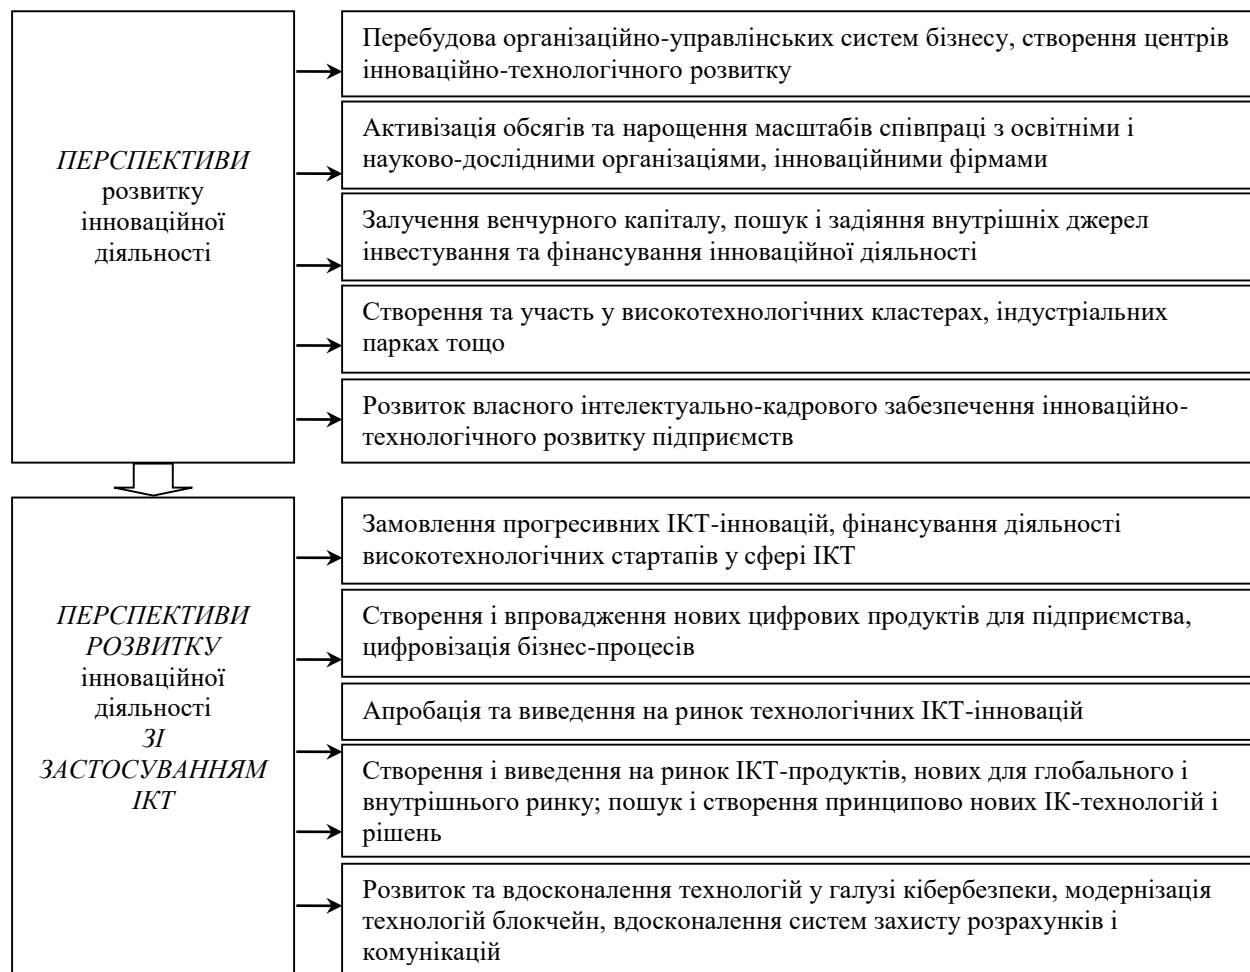 ПЕРСПЕКТИВИ
розвитку
інноваційної
діяльності
Перебудова організаційно-управлінських систем бізнесу, створення центрів
інноваційно-технологічного розвитку
Активізація обсягів та нарощення масштабів співпраці з освітніми і
науково-дослідними організаціями, інноваційними фірмами
Залучення венчурного капіталу, пошук і задіяння внутрішніх джерел
інвестування та фінансування інноваційної діяльності
Створення та участь у високотехнологічних кластерах, індустріальних
парках тощо
Розвиток власного інтелектуально-кадрового забезпечення інноваційно-
технологічного розвитку підприємств
ПЕРСПЕКТИВИ
РОЗВИТКУ
інноваційної
діяльності
ЗІ
ЗАСТОСУВАННЯМ
ІКТ
Замовлення прогресивних ІКТ-інновацій, фінансування діяльності
високотехнологічних стартапів у сфері ІКТ
Створення і впровадження нових цифрових продуктів для підприємства,
цифровізація бізнес-процесів
Апробація та виведення на ринок технологічних ІКТ-інновацій
Створення і виведення на ринок ІКТ-продуктів, нових для глобального і
внутрішнього ринку; пошук і створення принципово нових ІК-технологій і
рішень
Розвиток та вдосконалення технологій у галузі кібербезпеки, модернізація
технологій блокчейн, вдосконалення систем захисту розрахунків і
комунікацій